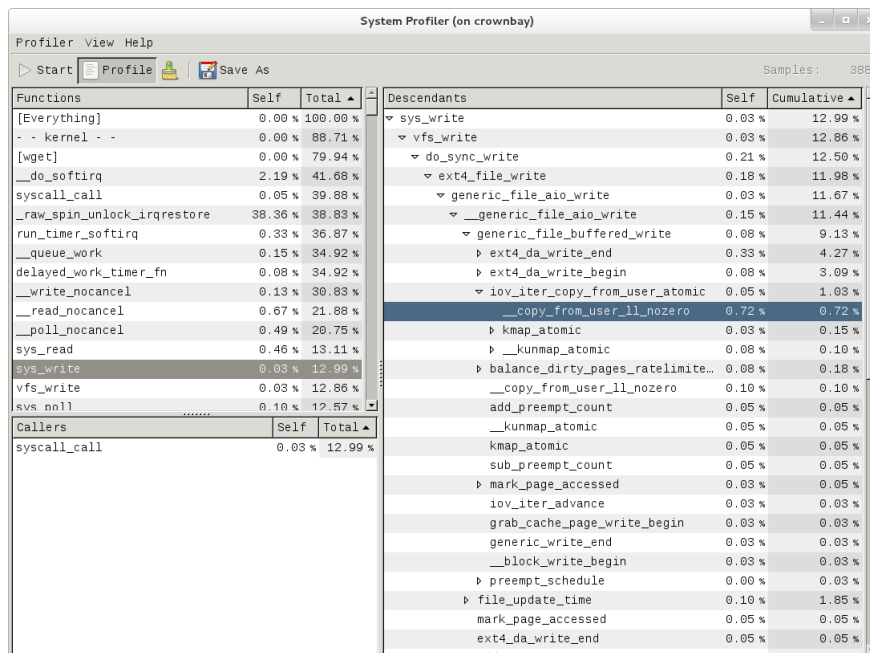 System Profiler (on crownbay)
Profiler View Help
Start Profile Save As Samples: 388
Functions Self Total
[Everything] 0.00 % 100.00 %
- - kernel - - 0.00 % 88.71 %
[wget] 0.00 % 79.94 %
__do_softirq 2.19 % 41.68 %
syscall_call 0.05 % 39.88 %
_raw_spin_unlock_irqrestore 38.36 % 38.83 %
run_timer_softirq 0.33 % 36.87 %
__queue_work 0.15 % 34.92 %
delayed_work_timer_fn 0.08 % 34.92 %
__write_nocancel 0.13 % 30.83 %
__read_nocancel 0.67 % 21.88 %
__poll_nocancel 0.49 % 20.75 %
sys_read 0.46 % 13.11 %
sys_write 0.03 % 12.99 %
vfs_write 0.03 % 12.86 %
sys_poll 0.10 % 12.57 %
Callers Self Total
syscall_call 0.03 % 12.99 %
Descendants Self Cumulative
sys_write 0.03 % 12.99 %
vfs_write 0.03 % 12.86 %
do_sync_write 0.21 % 12.50 %
ext4_file_write 0.18 % 11.98 %
generic_file_aio_write 0.03 % 11.67 %
__generic_file_aio_write 0.15 % 11.44 %
generic_file_buffered_write 0.08 % 9.13 %
ext4_da_write_end 0.33 % 4.27 %
ext4_da_write_begin 0.08 % 3.09 %
iov_iter_copy_from_user_atomic 0.05 % 1.03 %
__copy_from_user_ll_nozero 0.72 % 0.72 %
kmap_atomic 0.03 % 0.15 %
__kunmap_atomic 0.08 % 0.10 %
balance_dirty_pages_ratelimite... 0.08 % 0.18 %
__copy_from_user_ll_nozero 0.10 % 0.10 %
add_preempt_count 0.05 % 0.05 %
__kunmap_atomic 0.05 % 0.05 %
kmap_atomic 0.05 % 0.05 %
sub_preempt_count 0.05 % 0.05 %
mark_page_accessed 0.03 % 0.05 %
iov_iter_advance 0.03 % 0.03 %
grab_cache_page_write_begin 0.03 % 0.03 %
generic_write_end 0.03 % 0.03 %
__block_write_begin 0.03 % 0.03 %
preempt_schedule 0.00 % 0.03 %
file_update_time 0.10 % 1.85 %
mark_page_accessed 0.05 % 0.05 %
ext4_da_write_end 0.05 % 0.05 %